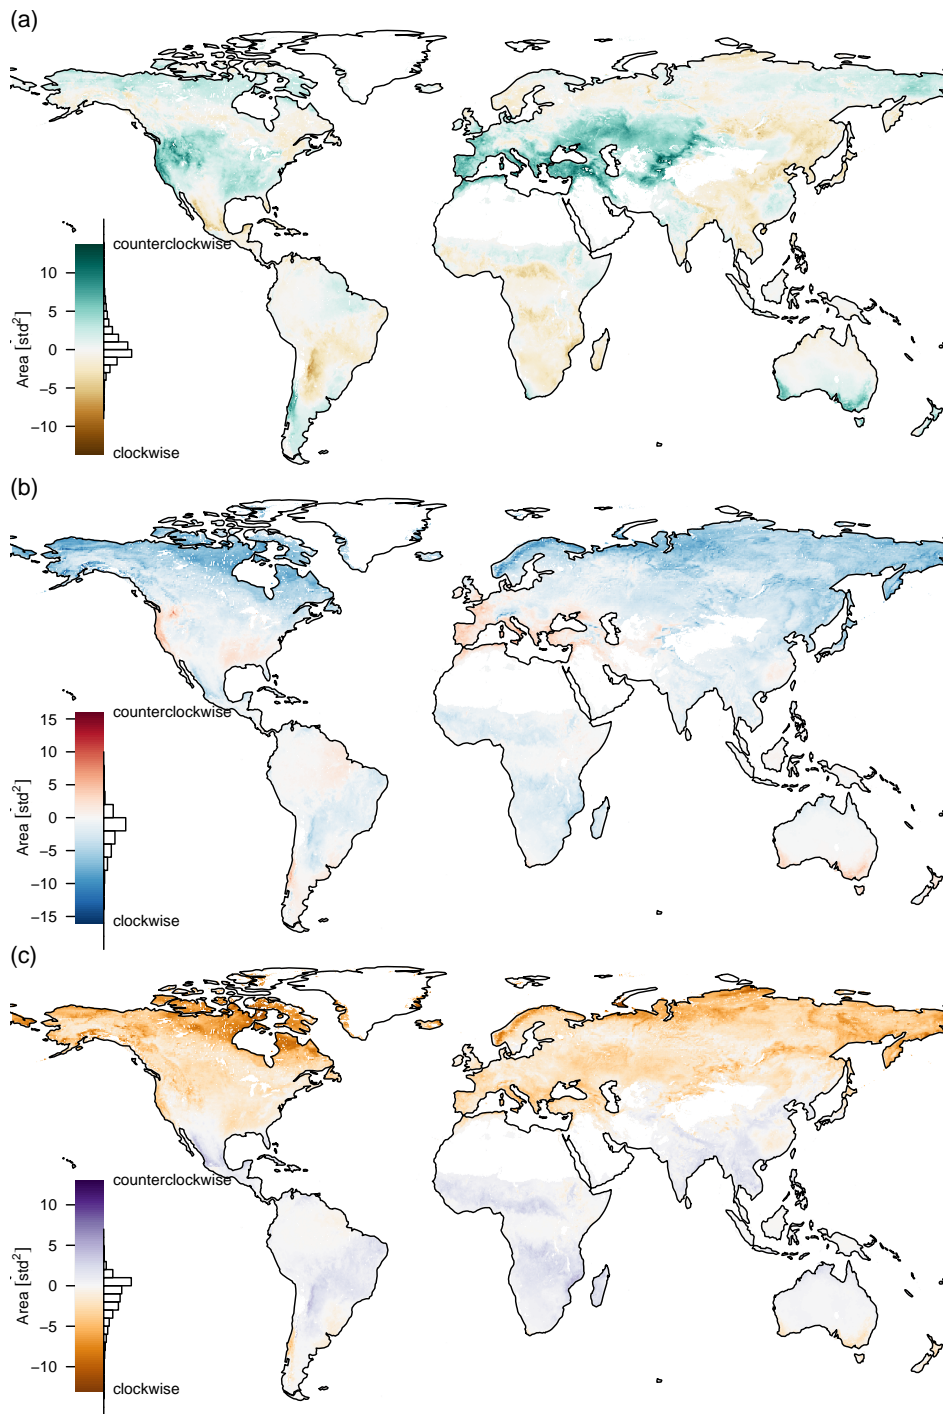 (a)
counterclockwise
10
5
0
−5
−10
Area [std²]
clockwise
(b)
counterclockwise
15
10
5
0
−5
−10
−15
Area [std²]
clockwise
(c)
counterclockwise
10
5
0
−5
−10
Area [std²]
clockwise